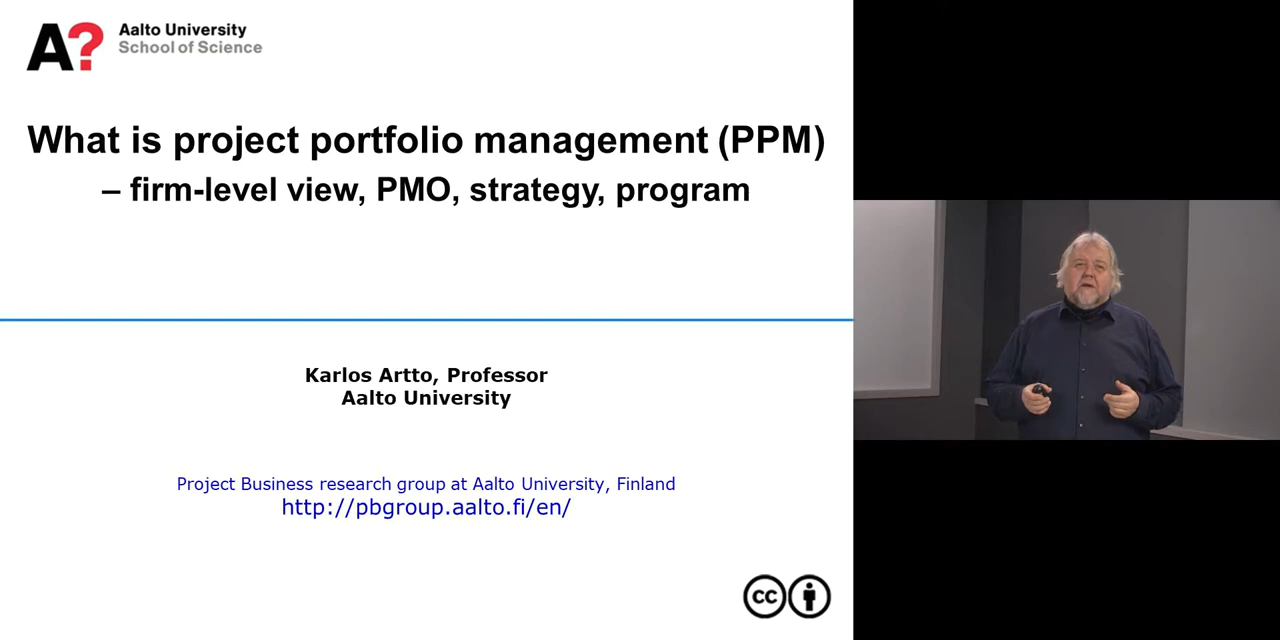 A?
Aalto University
School of Science
What is project portfolio management (PPM)
– firm-level view, PMO, strategy, program
Karlos Artto, Professor
Aalto University
Project Business research group at Aalto University, Finland
http://pbgroup.aalto.fi/en/
cc